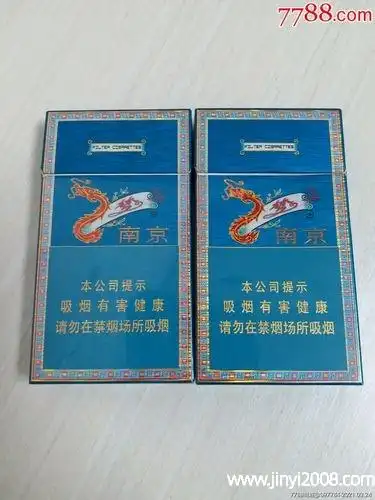 7788.com
FILTER CIGARETTES
南京
本公司提示
吸烟有害健康
请勿在禁烟场所吸烟
FILTER CIGARETTES
南京
本公司提示
吸烟有害健康
请勿在禁烟场所吸烟
www.jinyi2008.com